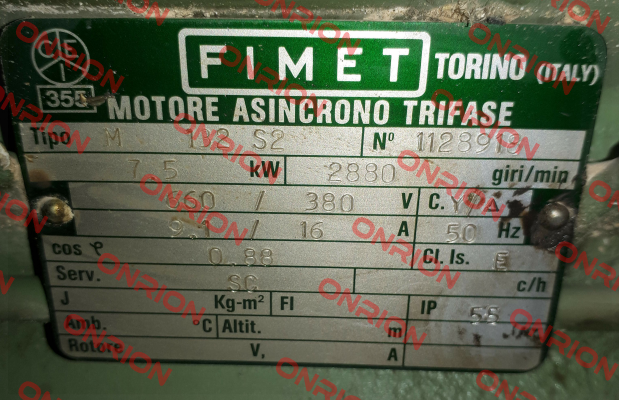 CEI
355
FIMET TORINO (ITALY)
MOTORE ASINCRONO TRIFASE
Tipo M 132 S2 Nº 1128918
7,5 kW 2880 giri/min
660 / 380 V C. Y/Δ
9.1 / 16 A 50 Hz
cos φ 0.88 Cl. Is. E
Serv. SC c/h
J Kg-m² FI IP 55
Amb. °C Altit. m
Rotore V, A
ONRION